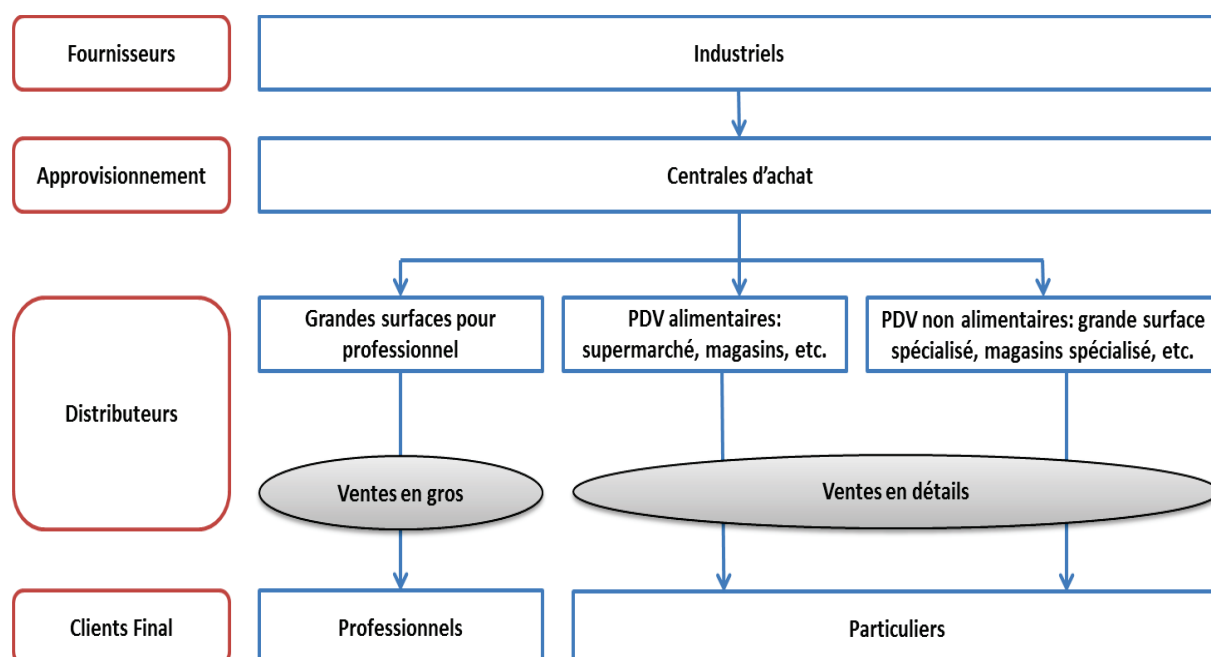 Fournisseurs
Industriels
Approvisionnement
Centrales d'achat
Distributeurs
Grandes surfaces pour
professionnel
PDV alimentaires:
supermarché, magasins, etc.
PDV non alimentaires: grande surface
spécialisé, magasins spécialisé, etc.
Ventes en gros
Ventes en détails
Clients Final
Professionnels
Particuliers